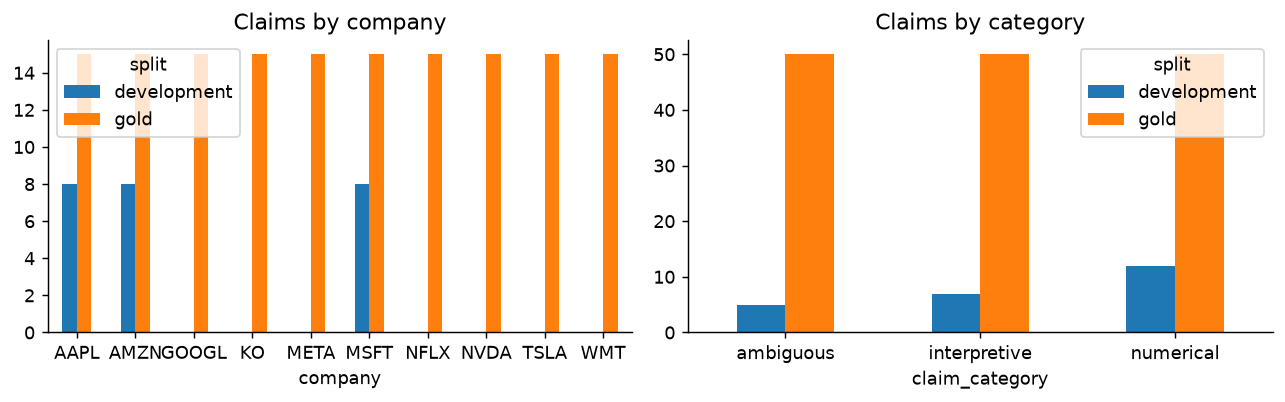 Claims by company
14
12
10
8
6
4
2
0
split
development
gold
AAPL AMZN GOOGL KO META MSFT NFLX NVDA TSLA WMT
company
Claims by category
50
40
30
20
10
0
split
development
gold
ambiguous interpretive numerical
claim_category